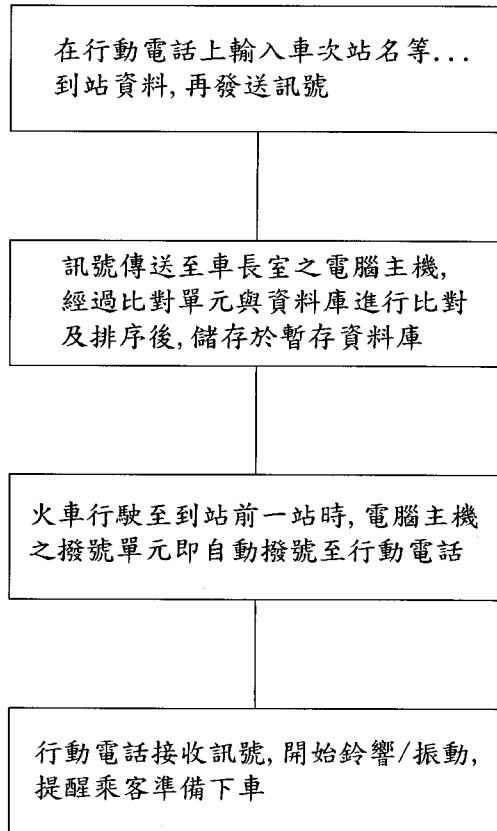 在行動電話上輸入車次站名等...
到站資料,再發送訊號
訊號傳送至車長室之電腦主機,
經過比對單元與資料庫進行比對
及排序後,儲存於暫存資料庫
火車行駛至到站前一站時,電腦主機
之撥號單元即自動撥號至行動電話
行動電話接收訊號,開始鈴響/振動,
提醒乘客準備下車